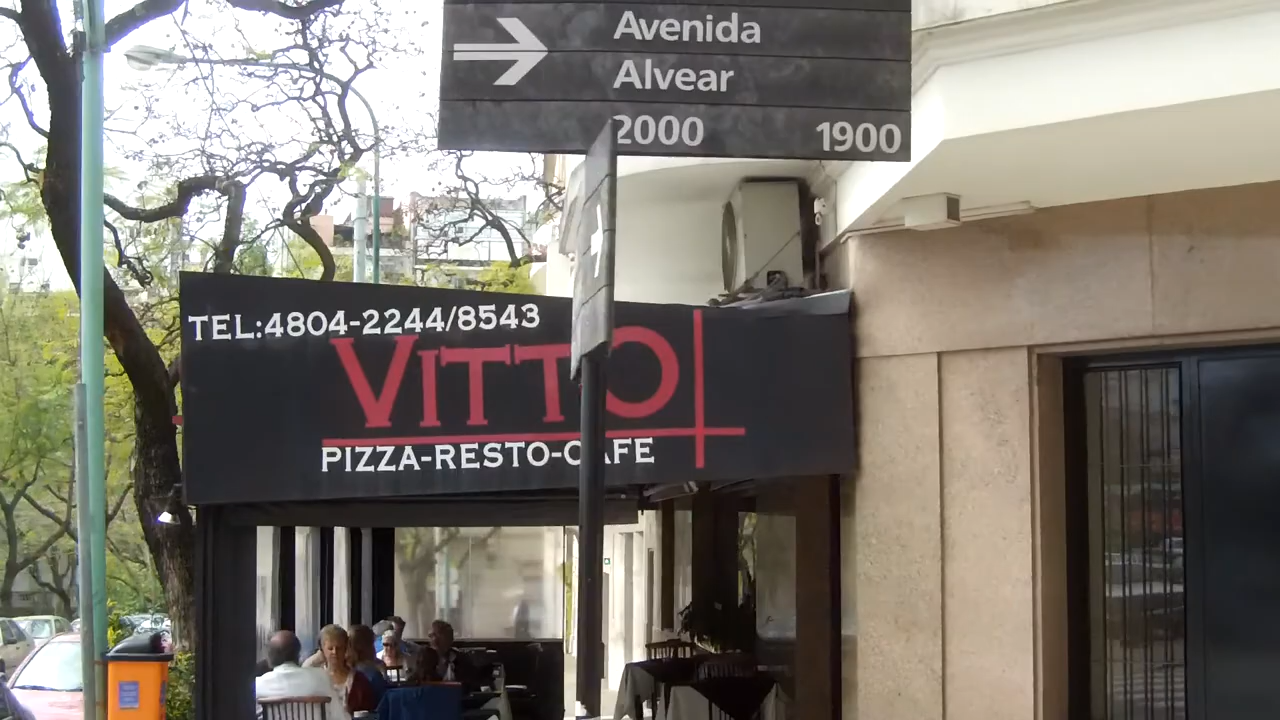 Avenida
Alvear
2000 1900
TEL:4804-2244/8543
VITTO
PIZZA-RESTO-CAFE